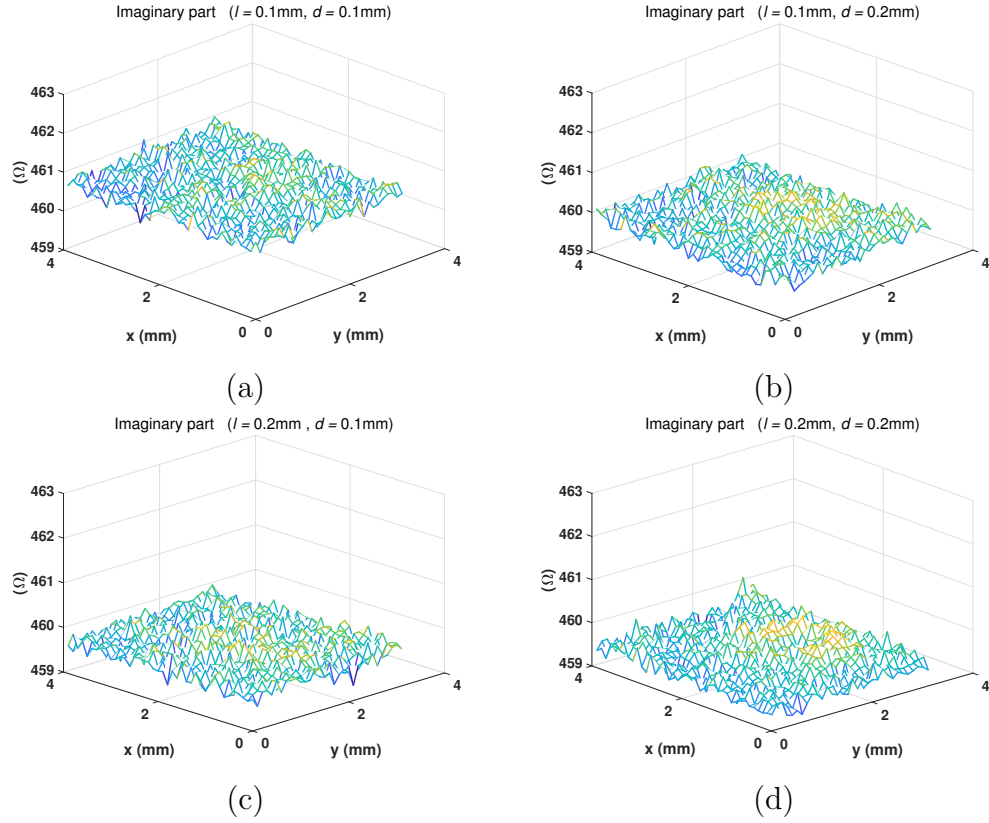 Imaginary part (l = 0.1mm, d = 0.1mm)
463
462
461
460
459
(Ω)
4
2
0
0
2
4
x (mm)
y (mm)
(a)
Imaginary part (l = 0.1mm, d = 0.2mm)
463
462
461
460
459
(Ω)
4
2
0
0
2
4
x (mm)
y (mm)
(b)
Imaginary part (l = 0.2mm , d = 0.1mm)
463
462
461
460
459
(Ω)
4
2
0
0
2
4
x (mm)
y (mm)
(c)
Imaginary part (l = 0.2mm, d = 0.2mm)
463
462
461
460
459
(Ω)
4
2
0
0
2
4
x (mm)
y (mm)
(d)